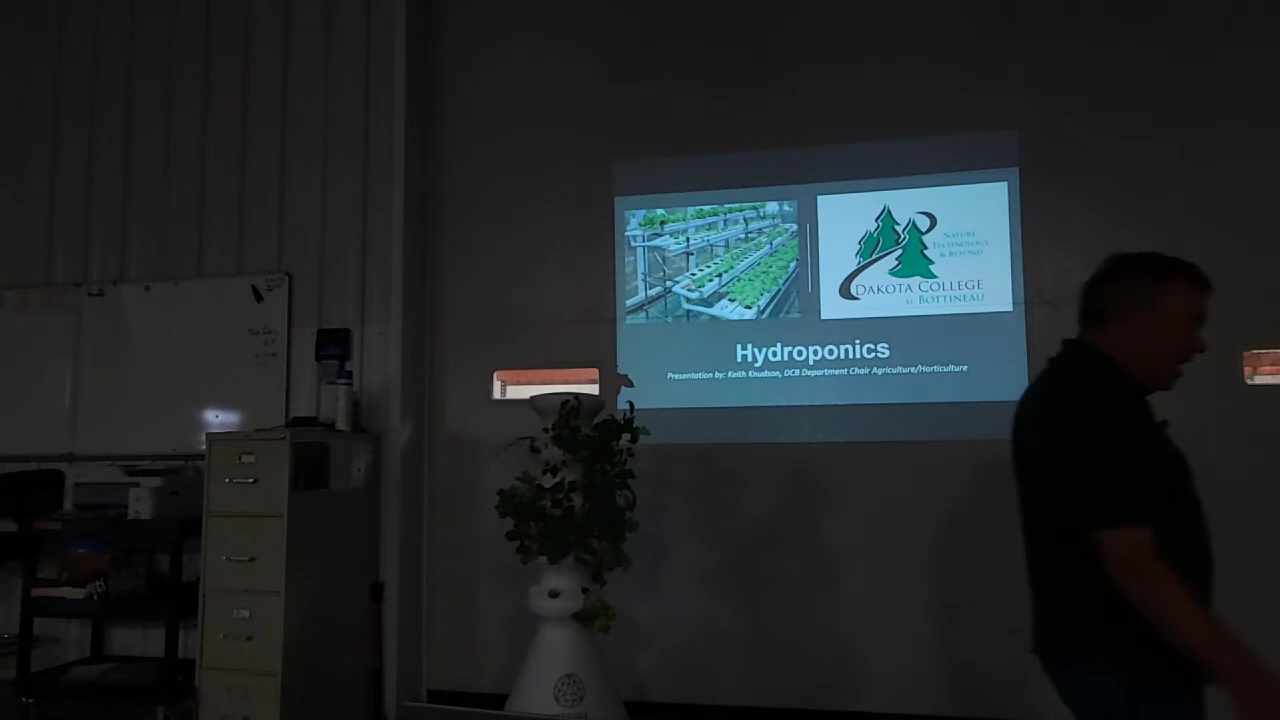 NATURE
TECHNOLOGY
& BEYOND
DAKOTA COLLEGE
AT BOTTINEAU
Hydroponics
Presentation by: Keith Knudson, DCB Department Chair Agriculture/Horticulture